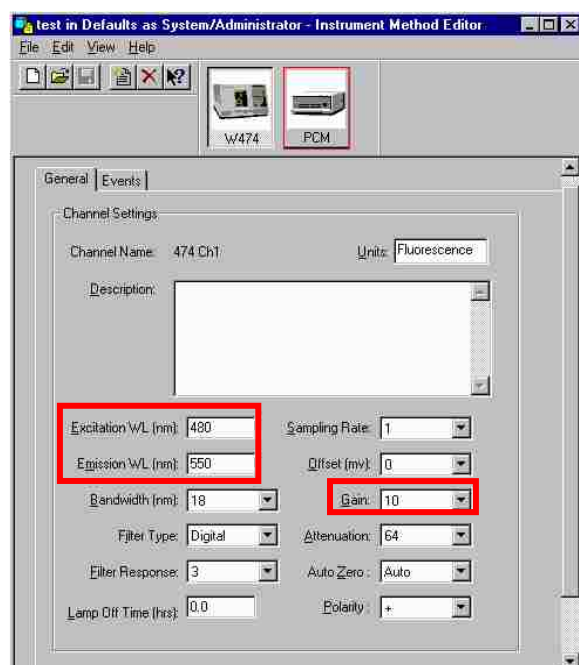 test in Defaults as System/Administrator - Instrument Method Editor
File Edit View Help
W474 PCM
General Events
Channel Settings
Channel Name: 474 Ch1 Units: Fluorescence
Description:
Excitation WL (nm): 480 Sampling Rate: 1
Emission WL (nm): 550 Offset (mv): 0
Bandwidth (nm): 18 Gain: 10
Filter Type: Digital Attenuation: 64
Filter Response: 3 Auto Zero : Auto
Lamp Off Time (hrs): 0.0 Polarity : +